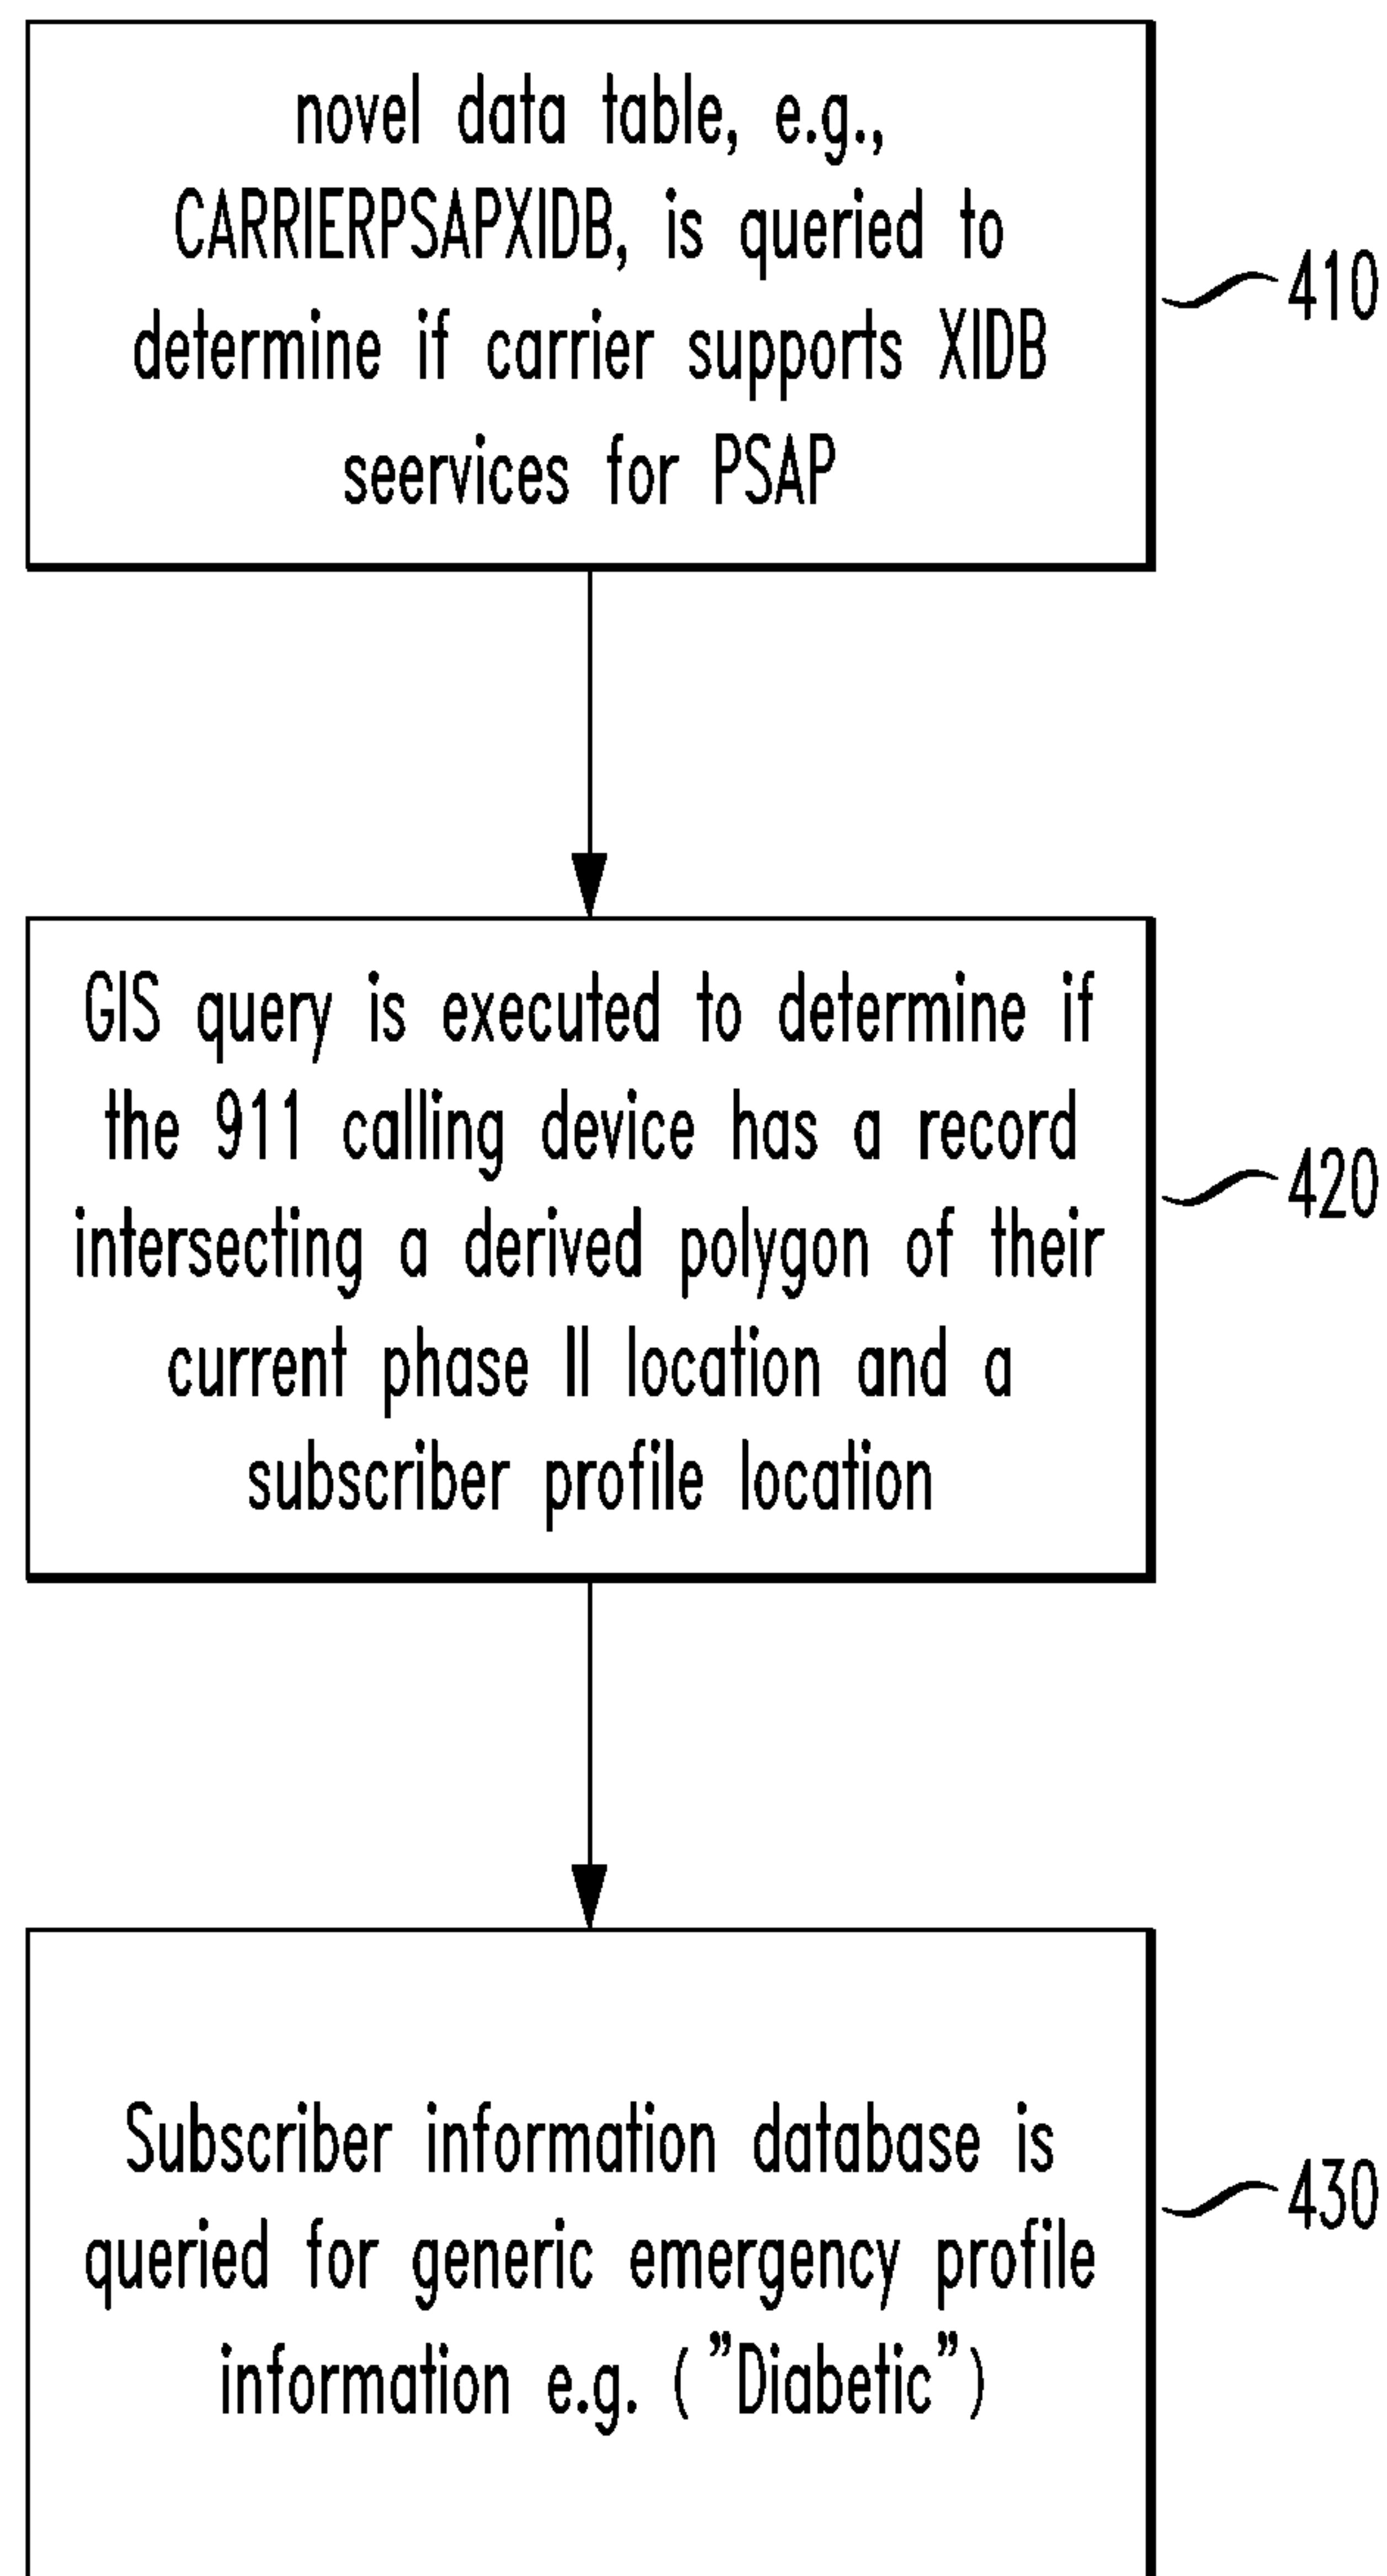 novel data table, e.g.,
CARRIERPSAPXIDB, is queried to
determine if carrier supports XIDB
seervices for PSAP
410
GIS query is executed to determine if
the 911 calling device has a record
intersecting a derived polygon of their
current phase II location and a
subscriber profile location
420
Subscriber information database is
queried for generic emergency profile
information e.g. ("Diabetic")
430